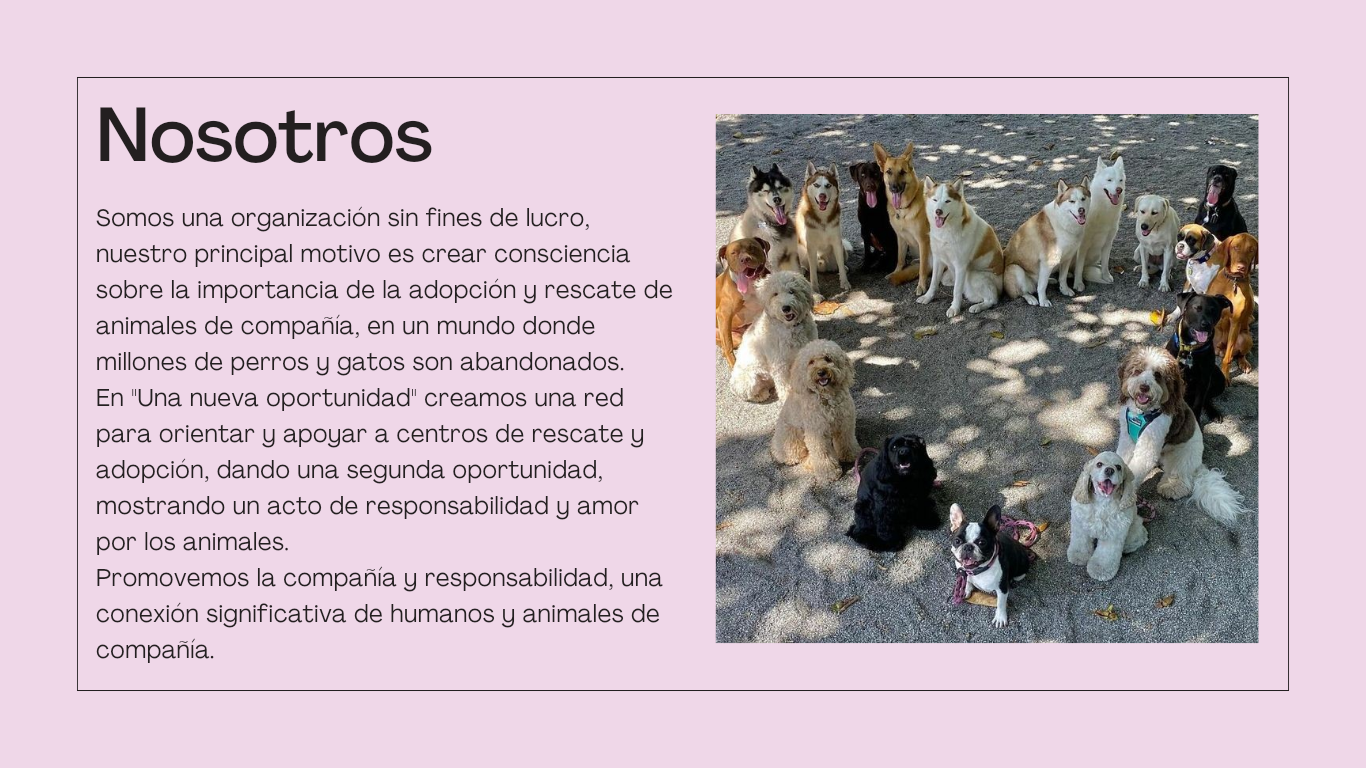 Nosotros
Somos una organización sin fines de lucro,
nuestro principal motivo es crear consciencia
sobre la importancia de la adopción y rescate de
animales de compañía, en un mundo donde
millones de perros y gatos son abandonados.
En "Una nueva oportunidad" creamos una red
para orientar y apoyar a centros de rescate y
adopción, dando una segunda oportunidad,
mostrando un acto de responsabilidad y amor
por los animales.
Promovemos la compañía y responsabilidad, una
conexión significativa de humanos y animales de
compañía.